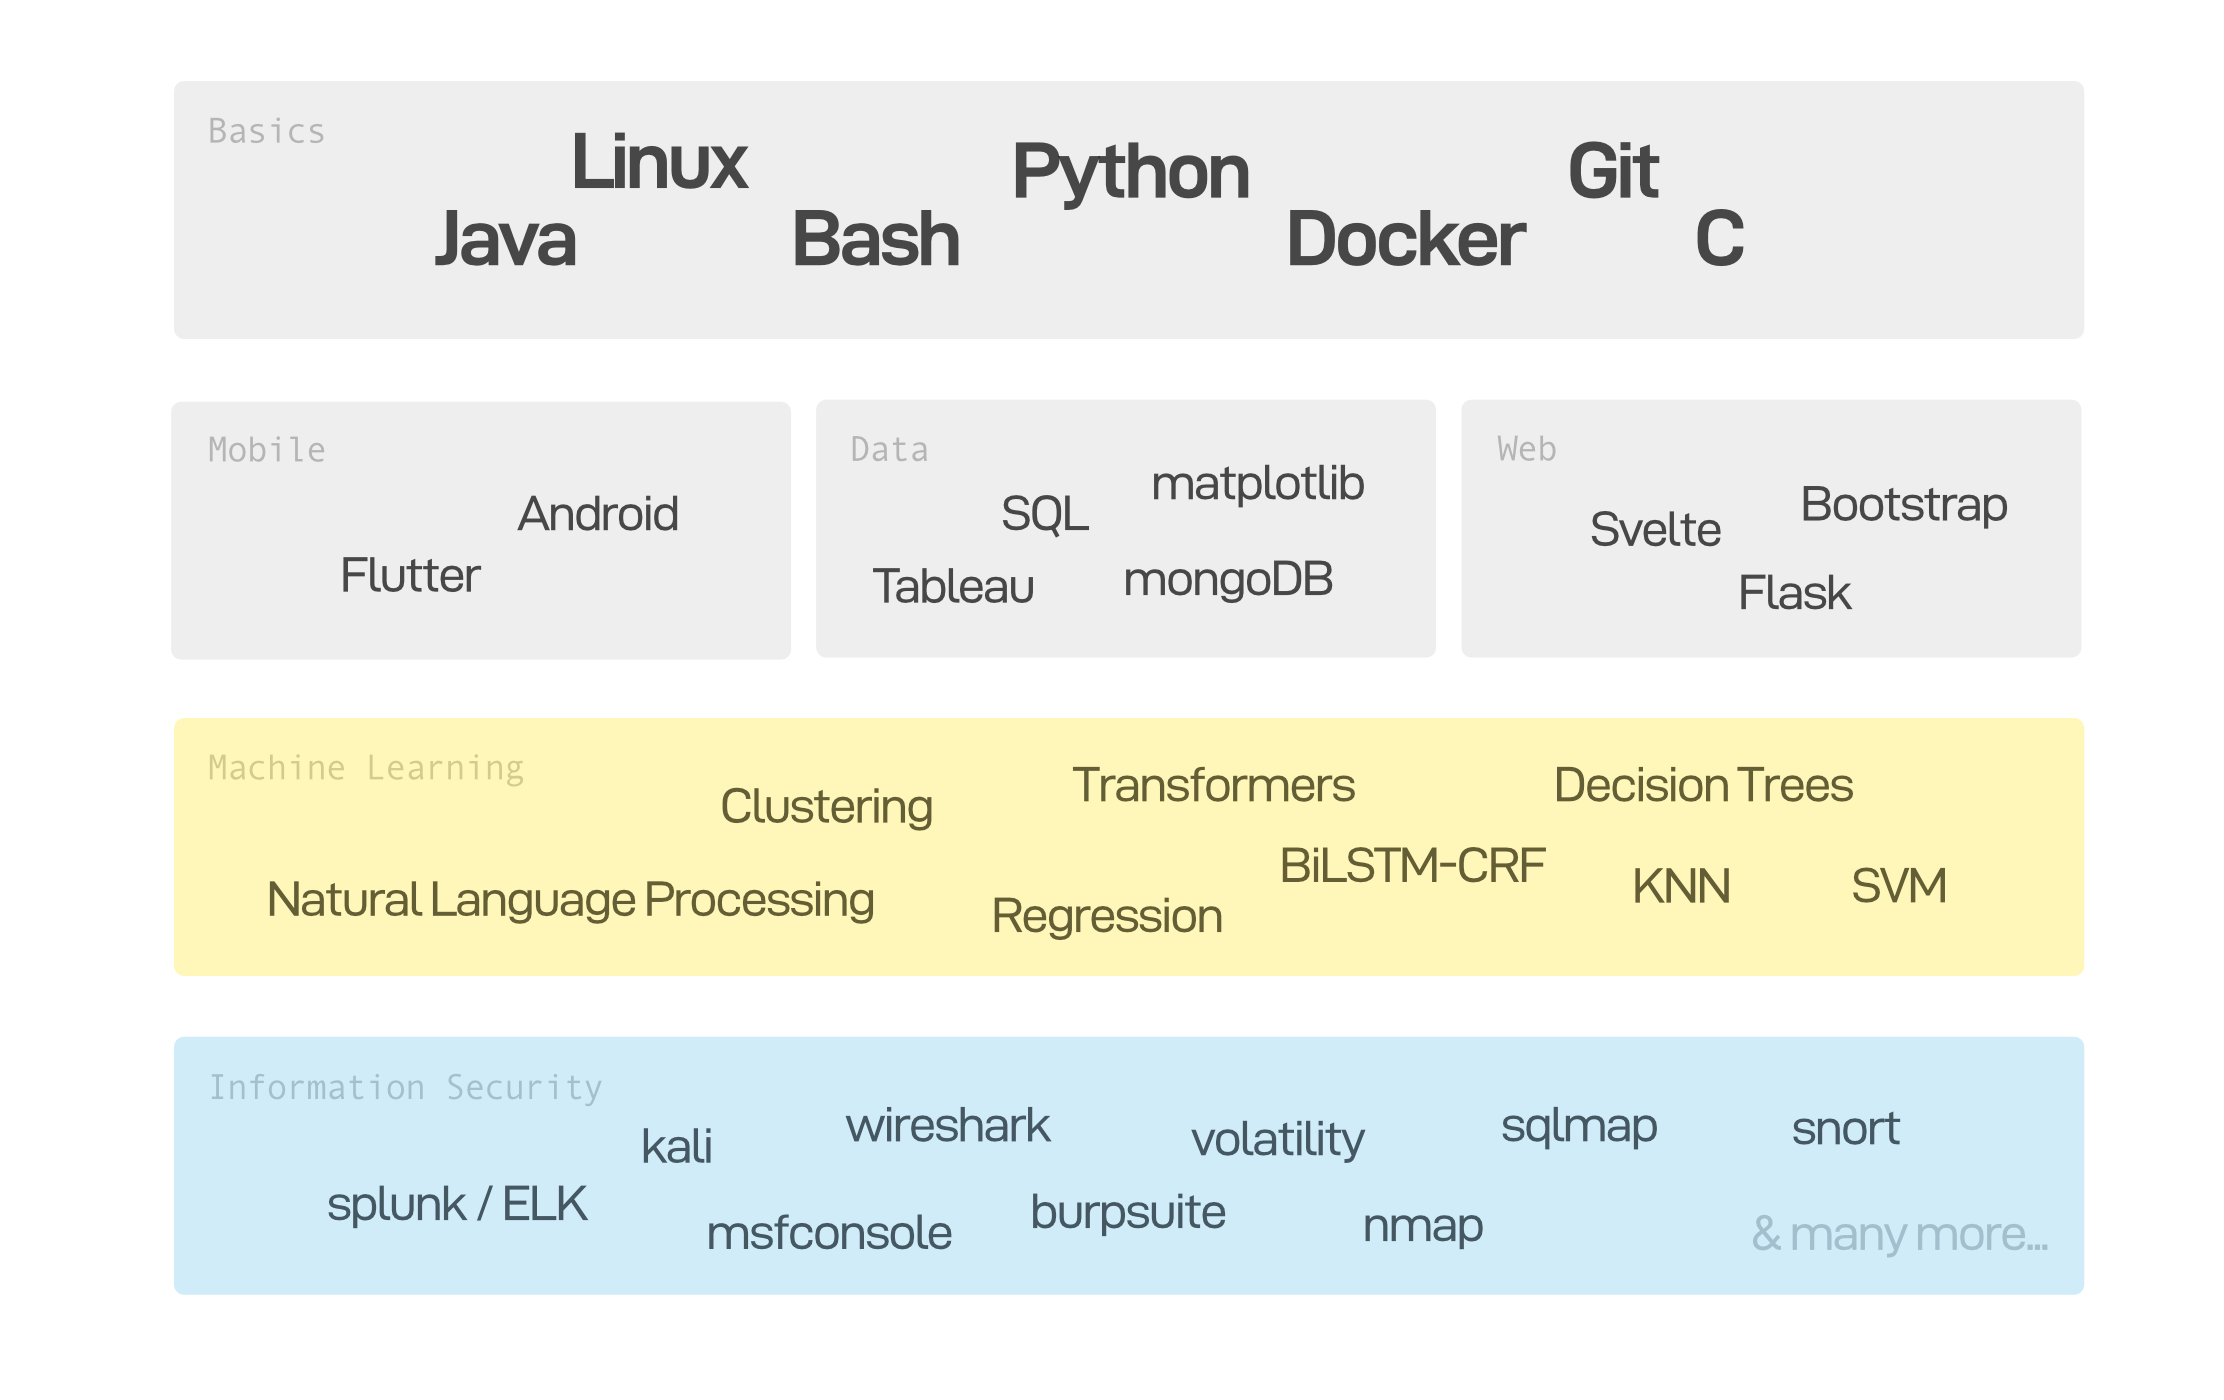 Basics
Linux
Python
Git
Java
Bash
Docker
C
Mobile
Android
Flutter
Data
matplotlib
SQL
Tableau
mongoDB
Web
Bootstrap
Svelte
Flask
Machine Learning
Clustering
Transformers
Decision Trees
Natural Language Processing
Regression
BiLSTM-CRF
KNN
SVM
Information Security
kali
wireshark
volatility
sqlmap
snort
splunk / ELK
msfconsole
burpsuite
nmap
& many more...